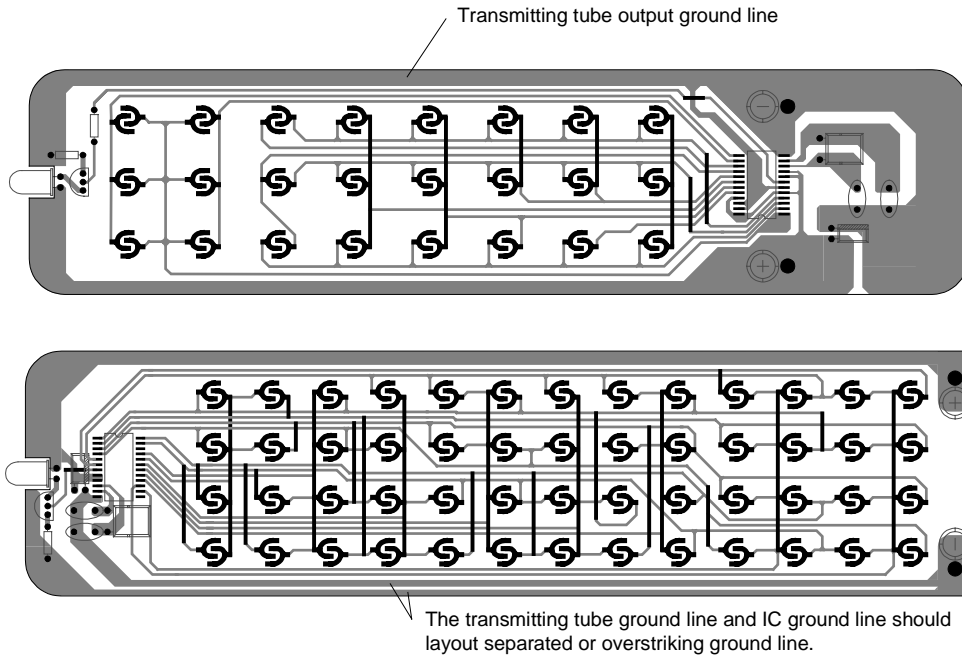 Transmitting tube output ground line
The transmitting tube ground line and IC ground line should
layout separated or overstriking ground line.